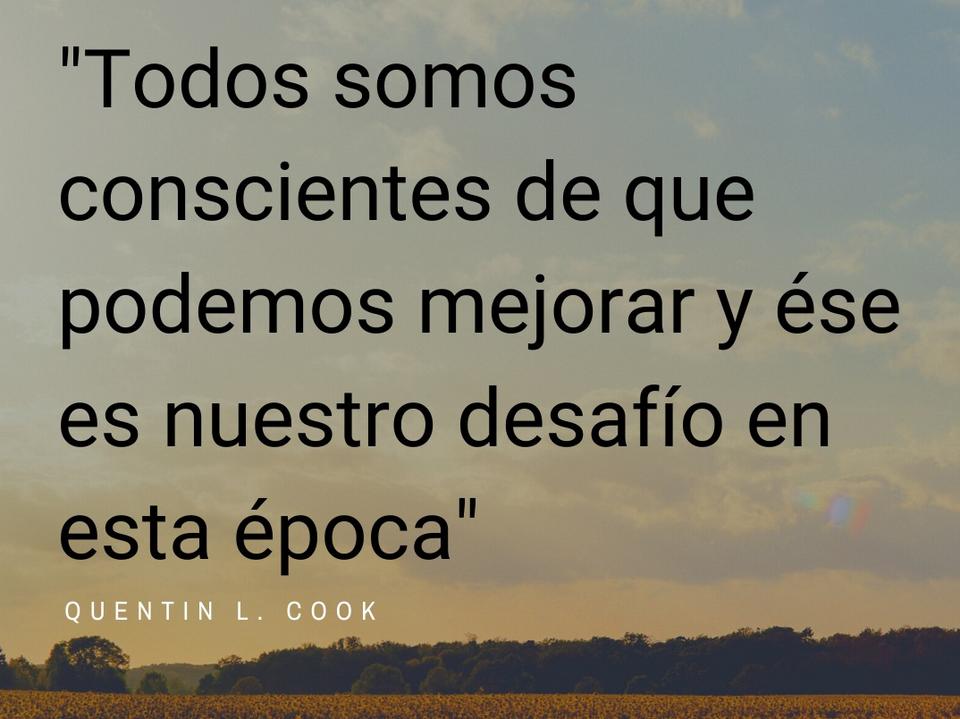 "Todos somos
conscientes de que
podemos mejorar y ése
es nuestro desafío en
esta época"
QUENTIN L. COOK